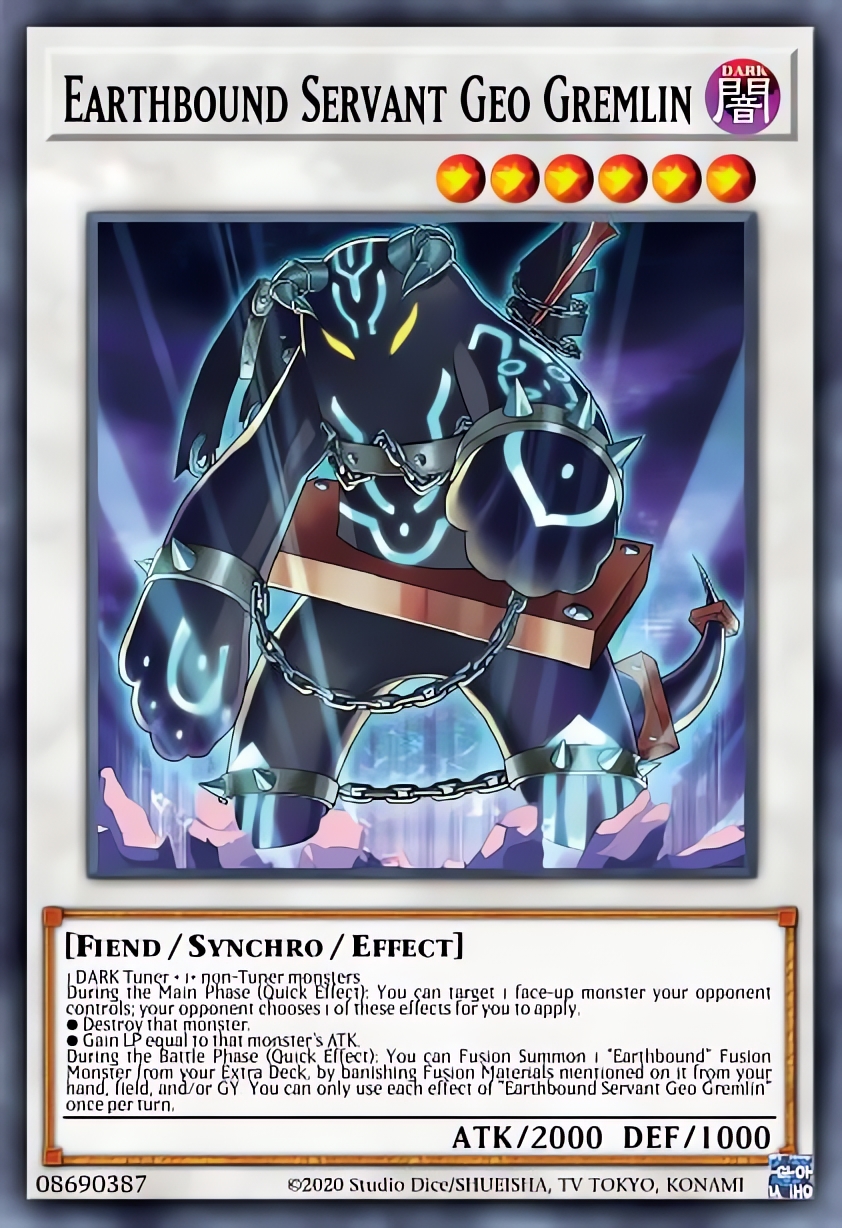 EARTHBOUND SERVANT GEO GREMLIN
DARK
闇
[FIEND / SYNCHRO / EFFECT]
1 DARK Tuner + 1+ non-Tuner monsters
During the Main Phase (Quick Effect): You can target 1 face-up monster your opponent
controls; your opponent chooses 1 of these effects for you to apply.
● Destroy that monster.
● Gain LP equal to that monster's ATK.
During the Battle Phase (Quick Effect): You can Fusion Summon 1 "Earthbound" Fusion
Monster from your Extra Deck, by banishing Fusion Materials mentioned on it from your
hand, field, and/or GY. You can only use each effect of "Earthbound Servant Geo Gremlin"
once per turn.
ATK/2000 DEF/1000
08690387
©2020 Studio Dice/SHUEISHA, TV TOKYO, KONAMI